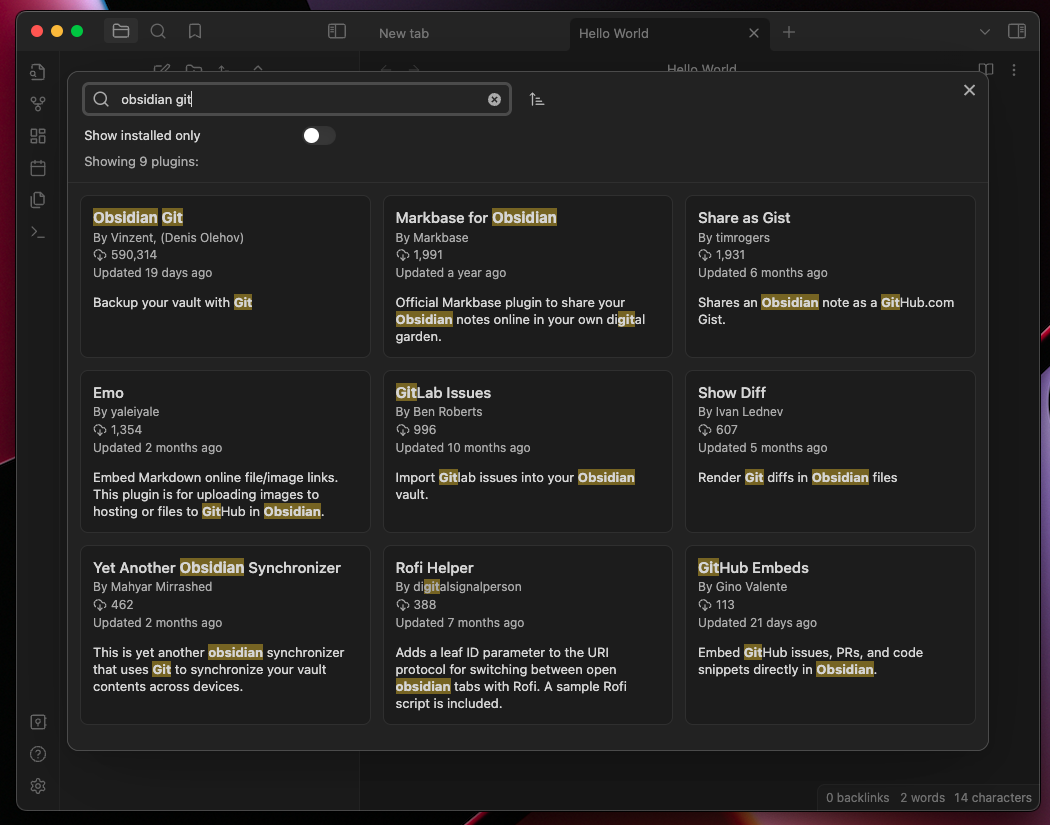 New tab
Hello World
Hello World
obsidian git
Show installed only
Showing 9 plugins:
Obsidian Git
By Vinzent, (Denis Olehov)
590,314
Updated 19 days ago
Backup your vault with Git
Markbase for Obsidian
By Markbase
1,991
Updated a year ago
Official Markbase plugin to share your
Obsidian notes online in your own digital
garden.
Share as Gist
By timrogers
1,931
Updated 6 months ago
Shares an Obsidian note as a GitHub.com
Gist.
Emo
By yaleiyale
1,354
Updated 2 months ago
Embed Markdown online file/image links.
This plugin is for uploading images to
hosting or files to GitHub in Obsidian.
GitLab Issues
By Ben Roberts
996
Updated 10 months ago
Import Gitlab issues into your Obsidian
vault.
Show Diff
By Ivan Lednev
607
Updated 5 months ago
Render Git diffs in Obsidian files
Yet Another Obsidian Synchronizer
By Mahyar Mirrashed
462
Updated 2 months ago
This is yet another obsidian synchronizer
that uses Git to synchronize your vault
contents across devices.
Rofi Helper
By digitalsignalperson
388
Updated 7 months ago
Adds a leaf ID parameter to the URI
protocol for switching between open
obsidian tabs with Rofi. A sample Rofi
script is included.
GitHub Embeds
By Gino Valente
113
Updated 21 days ago
Embed GitHub issues, PRs, and code
snippets directly in Obsidian.
0 backlinks 2 words 14 characters